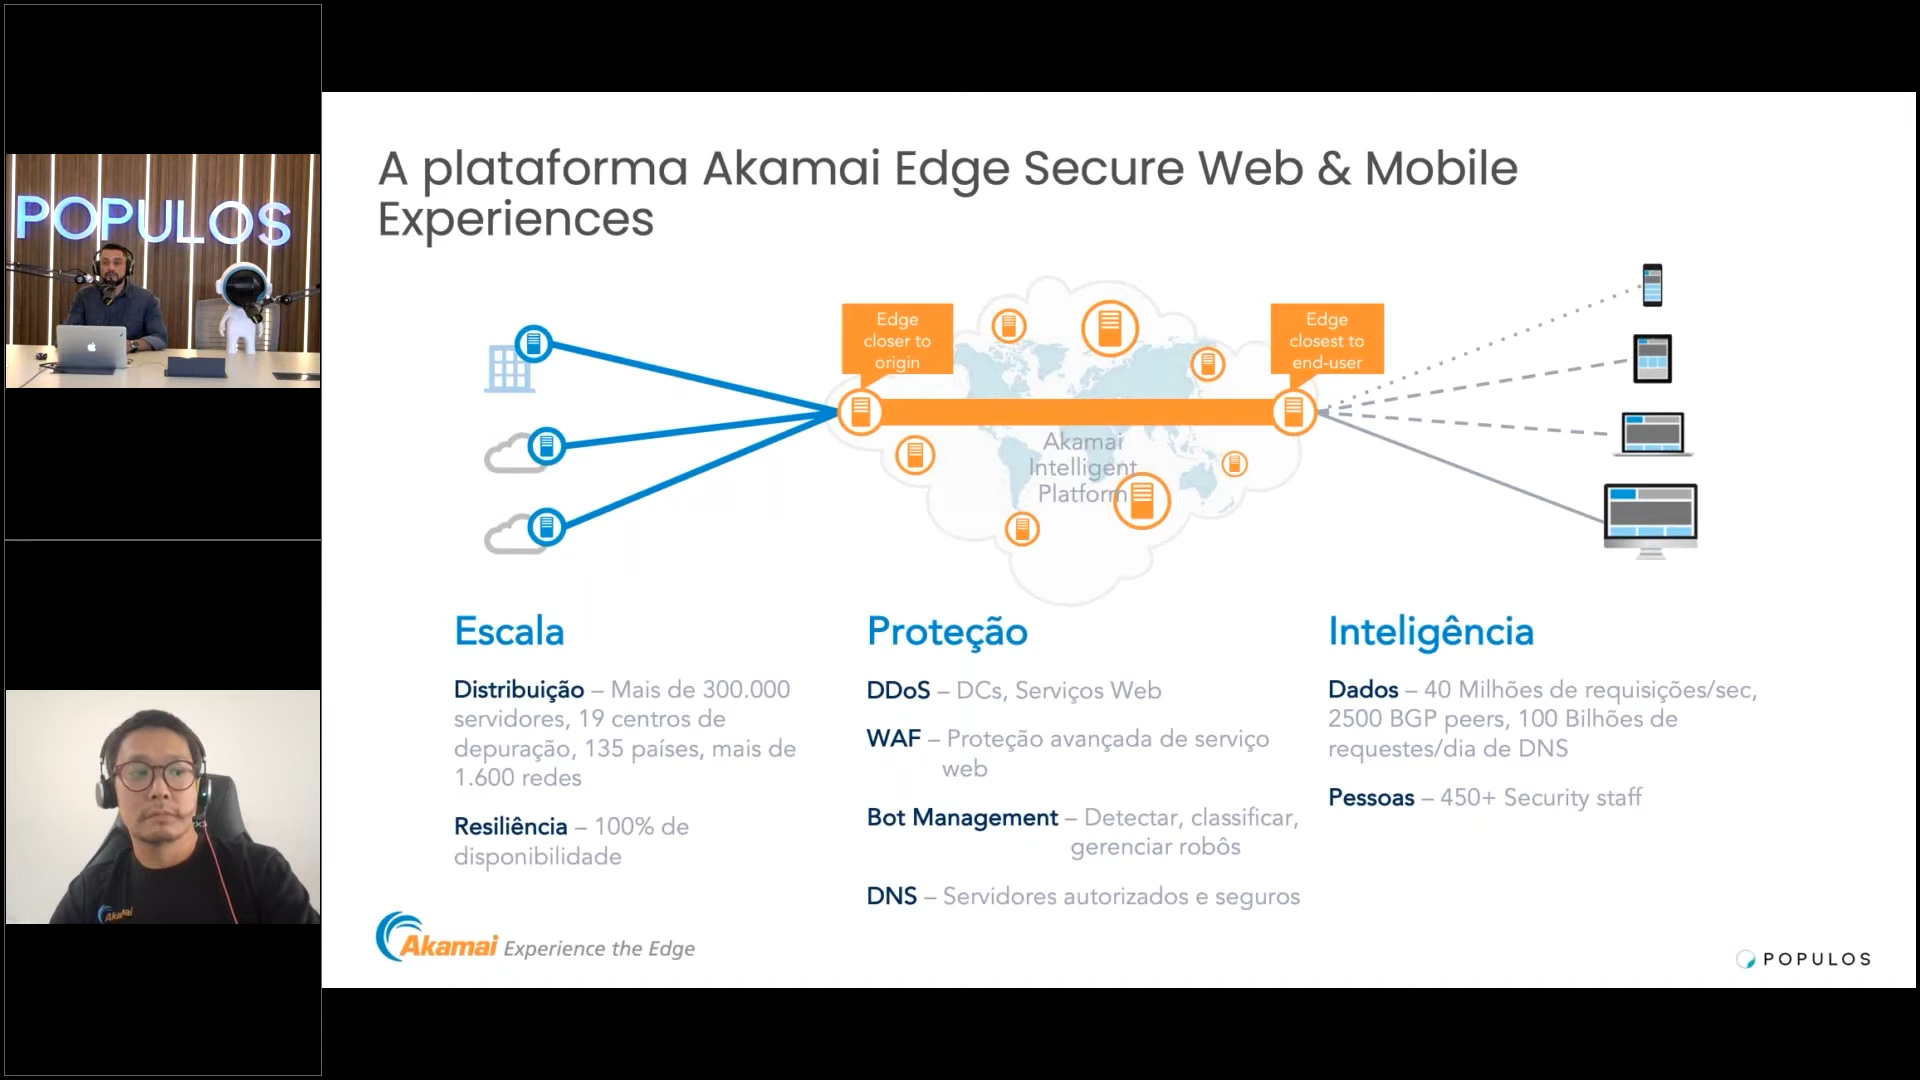 POPULOS
Akamai
A plataforma Akamai Edge Secure Web & Mobile
Experiences
Edge
closer to
origin
Edge
closest to
end-user
Akamai
Intelligent
Platform
Escala
Distribuição – Mais de 300.000
servidores, 19 centros de
depuração, 135 países, mais de
1.600 redes
Resiliência – 100% de
disponibilidade
Proteção
DDoS – DCs, Serviços Web
WAF – Proteção avançada de serviço
web
Bot Management – Detectar, classificar,
gerenciar robôs
DNS – Servidores autorizados e seguros
Inteligência
Dados – 40 Milhões de requisições/sec,
2500 BGP peers, 100 Bilhões de
requestes/dia de DNS
Pessoas – 450+ Security staff
Akamai Experience the Edge
POPULOS